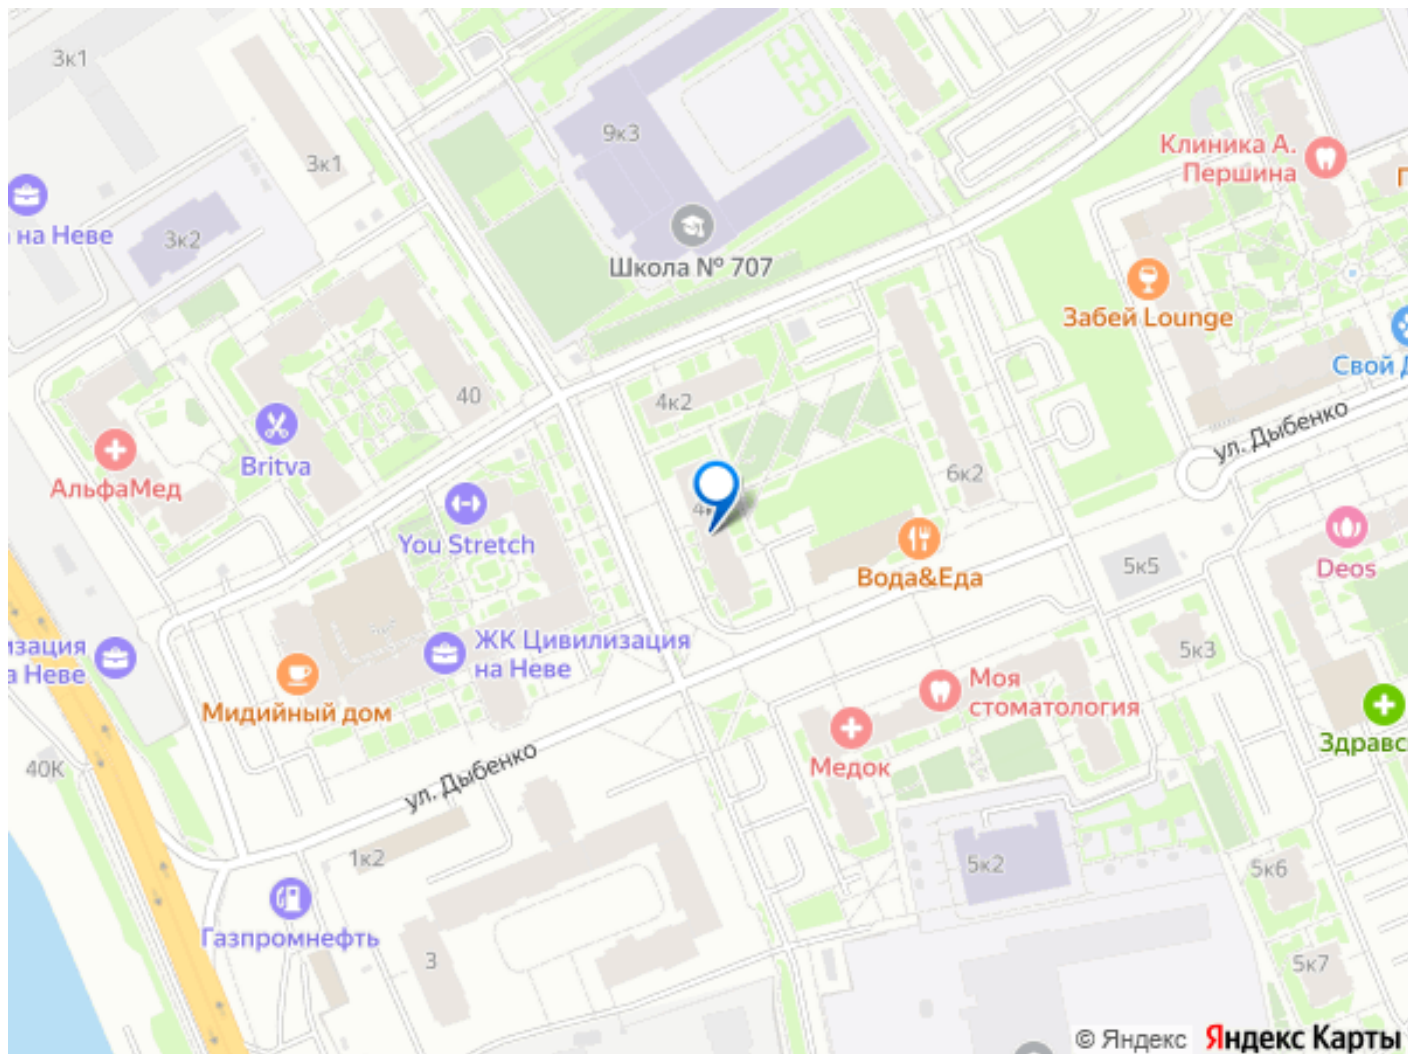 3к1
9к3
Клиника А.
Першина
3к1
на Неве
3к2
Школа № 707
Забей Lounge
Свой
40
4к2
ул. Дыбенко
Britva
АльфаМед
6к2
You Stretch
Вода&Еда
5к5
Deos
ЖК Цивилизация
на Неве
изация
а Неве
5к3
Моя
стоматология
Мидийный дом
Здравс
Медок
40К
ул. Дыбенко
1к2
5к2
5к6
Газпромнефть
3
5к7
© Яндекс Яндекс Карты